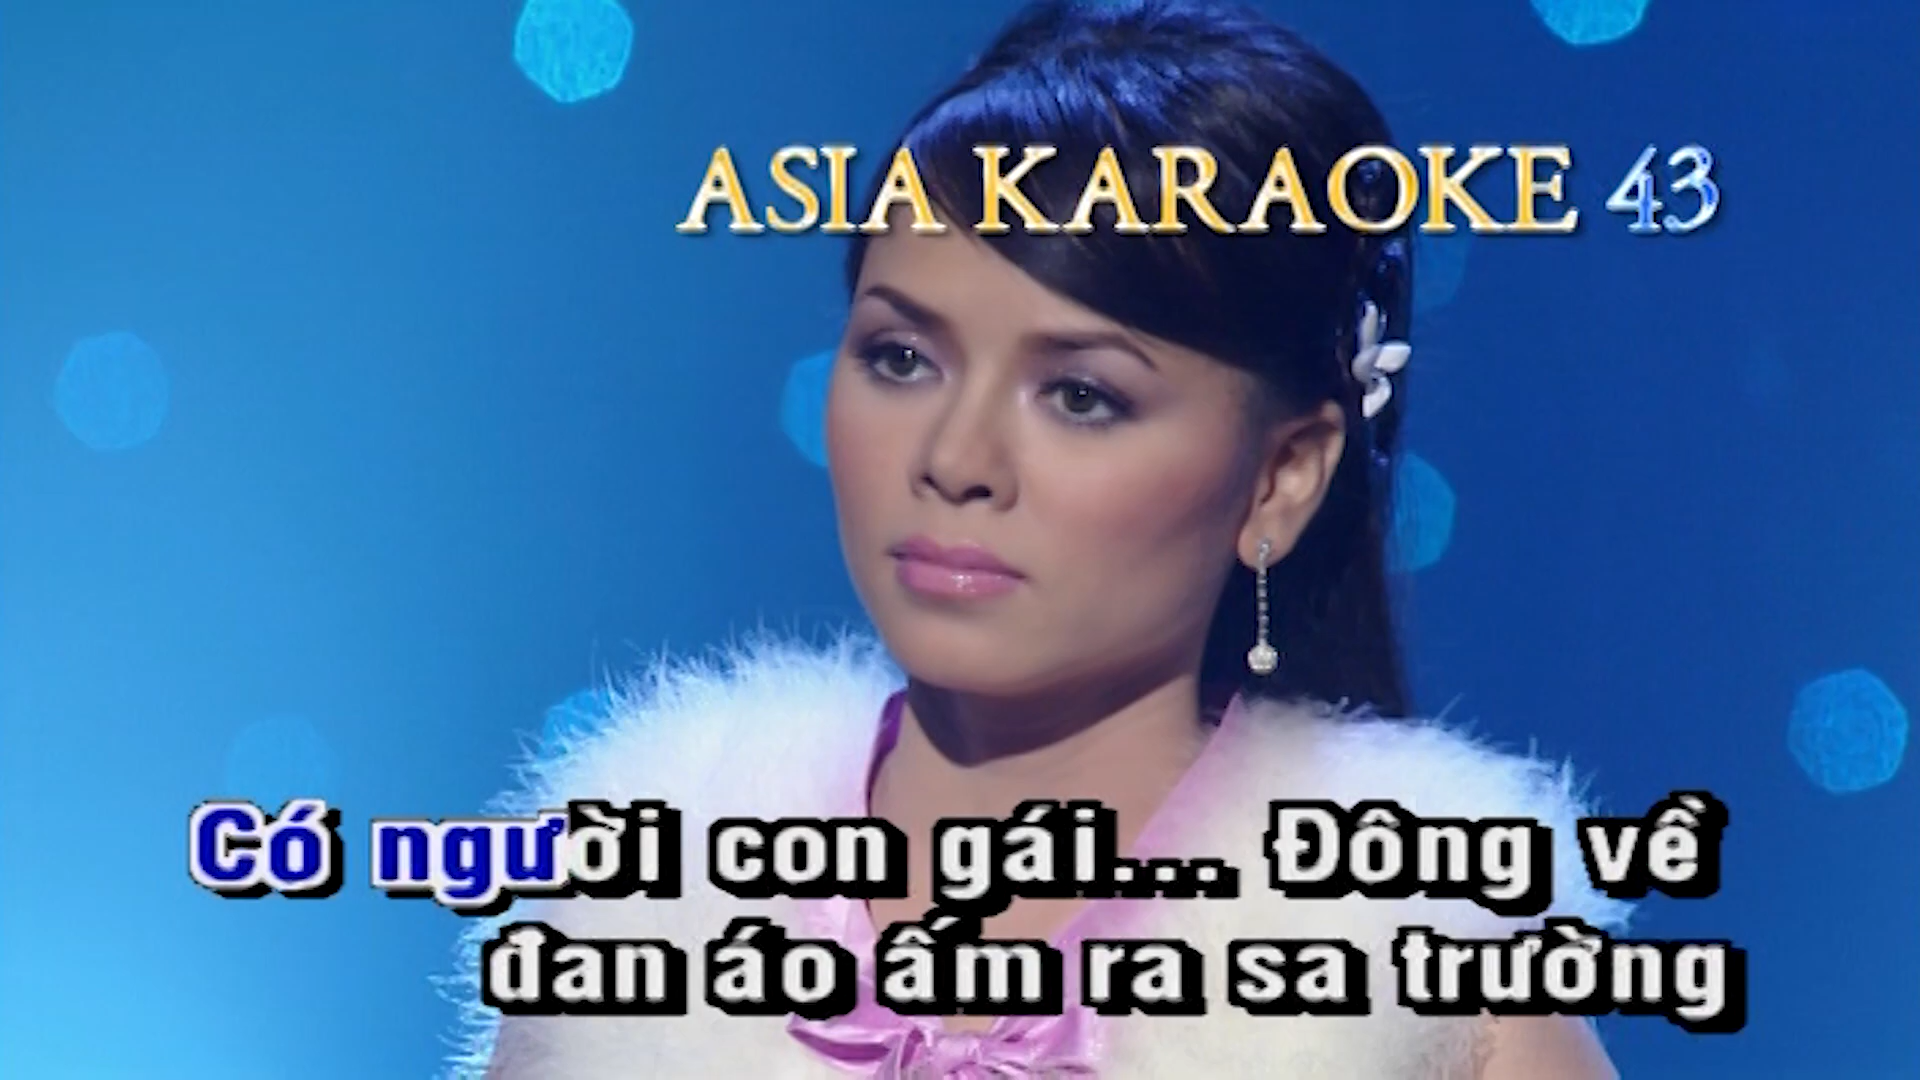 ASIA KARAOKE 43
Có người con gái... Đông về
đan áo ấm ra sa trường